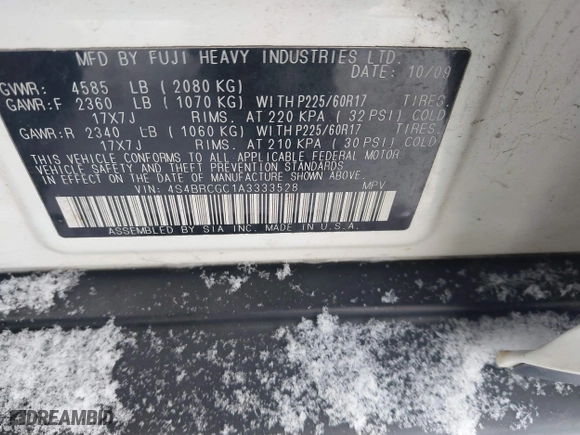 MFD BY FUJI HEAVY INDUSTRIES LTD.
DATE: 10/09
GVWR: 4585 LB ( 2080 KG)
GAWR:F 2360 LB ( 1070 KG) WITH P225/60R17 TIRES.
17X7J RIMS. AT 220 KPA ( 32 PSI) COLD
GAWR:R 2340 LB ( 1060 KG) WITH P225/60R17 TIRES.
17X7J RIMS. AT 210 KPA ( 30 PSI) COLD
THIS VEHICLE CONFORMS TO ALL APPLICABLE FEDERAL MOTOR
VEHICLE SAFETY AND THEFT PREVENTION STANDARDS
IN EFFECT ON THE DATE OF MANUFACTURE SHOWN ABOVE.
VIN: 4S4BRCGC1A3333528 MPV
ASSEMBLED BY SIA INC. MADE IN U.S.A.
DREAMBID